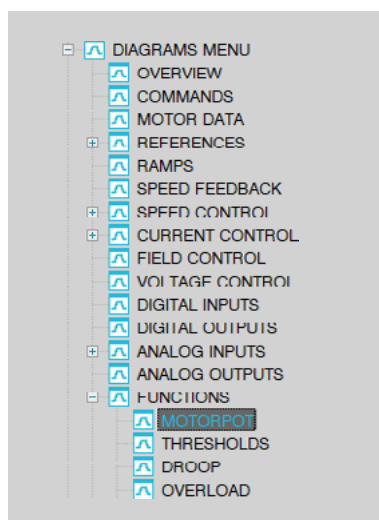 DIAGRAMS MENU
OVERVIEW
COMMANDS
MOTOR DATA
REFERENCES
RAMPS
SPEED FEEDBACK
SPEED CONTROL
CURRENT CONTROL
FIELD CONTROL
VOLTAGE CONTROL
DIGITAL INPUTS
DIGITAL OUTPUTS
ANALOG INPUTS
ANALOG OUTPUTS
FUNCTIONS
MOTORPOT
THRESHOLDS
DROOP
OVERLOAD